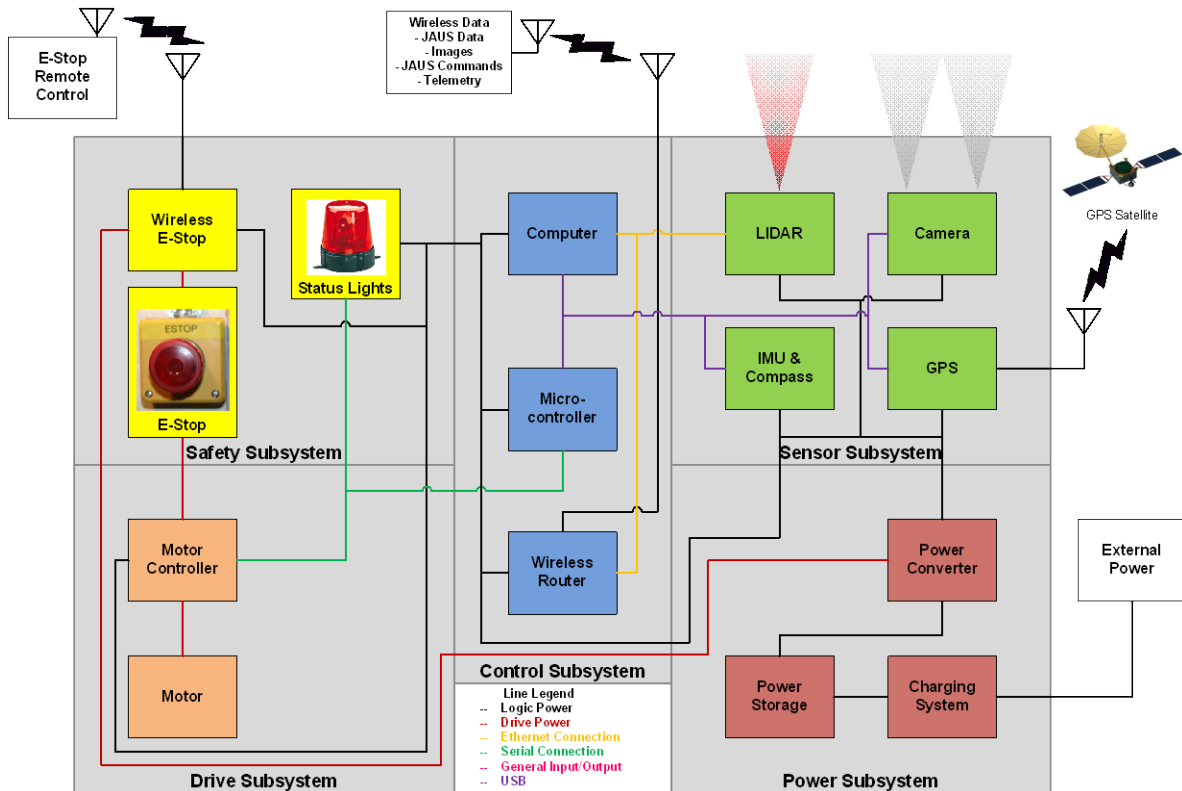 E-Stop
Remote
Control
Wireless Data
- JAUS Data
- Images
- JAUS Commands
- Telemetry
GPS Satellite
Wireless
E-Stop
Status Lights
ESTOP
E-Stop
Safety Subsystem
Computer
Micro-
controller
Wireless
Router
Control Subsystem
LIDAR
Camera
IMU &
Compass
GPS
Sensor Subsystem
Motor
Controller
Motor
Drive Subsystem
Line Legend
-- Logic Power
-- Drive Power
-- Ethernet Connection
-- Serial Connection
-- General Input/Output
-- USB
Power
Converter
External
Power
Power
Storage
Charging
System
Power Subsystem